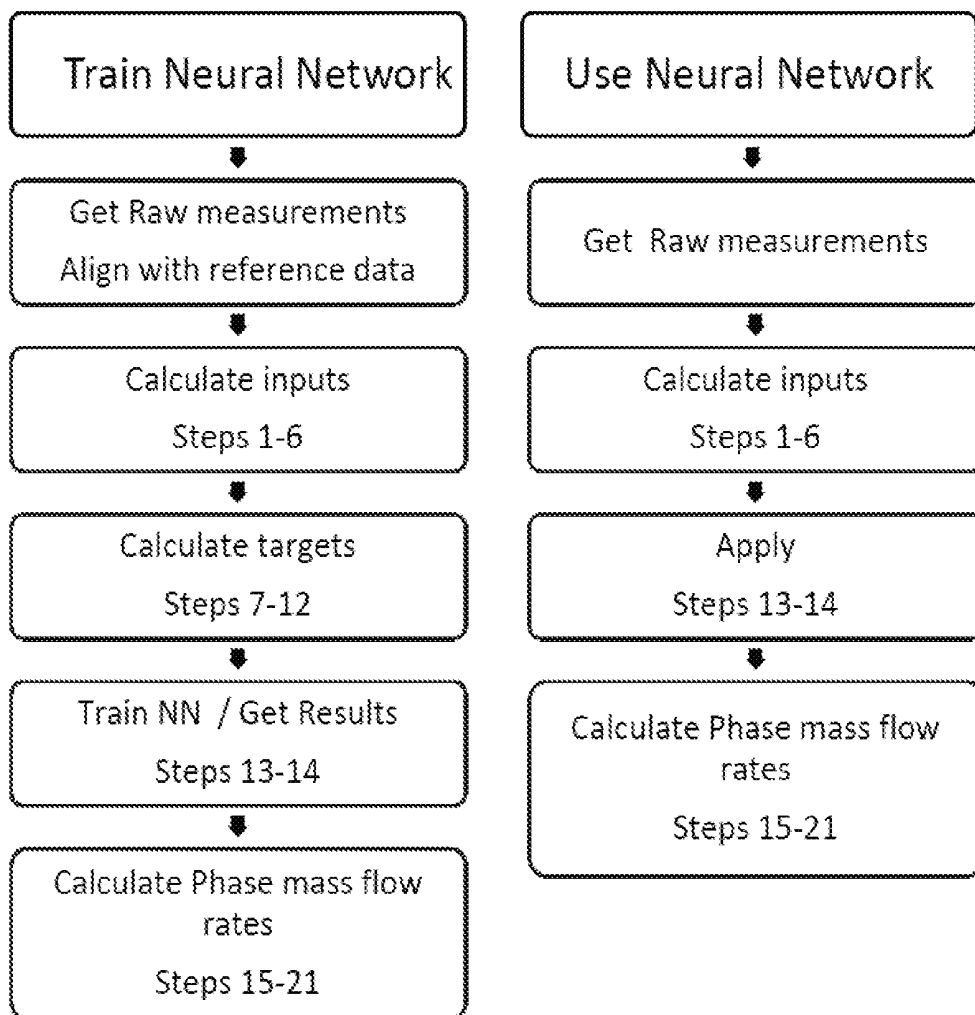 Train Neural Network
Get Raw measurements
Align with reference data
Calculate inputs
Steps 1-6
Calculate targets
Steps 7-12
Train NN / Get Results
Steps 13-14
Calculate Phase mass flow
rates
Steps 15-21
Use Neural Network
Get Raw measurements
Calculate inputs
Steps 1-6
Apply
Steps 13-14
Calculate Phase mass flow
rates
Steps 15-21